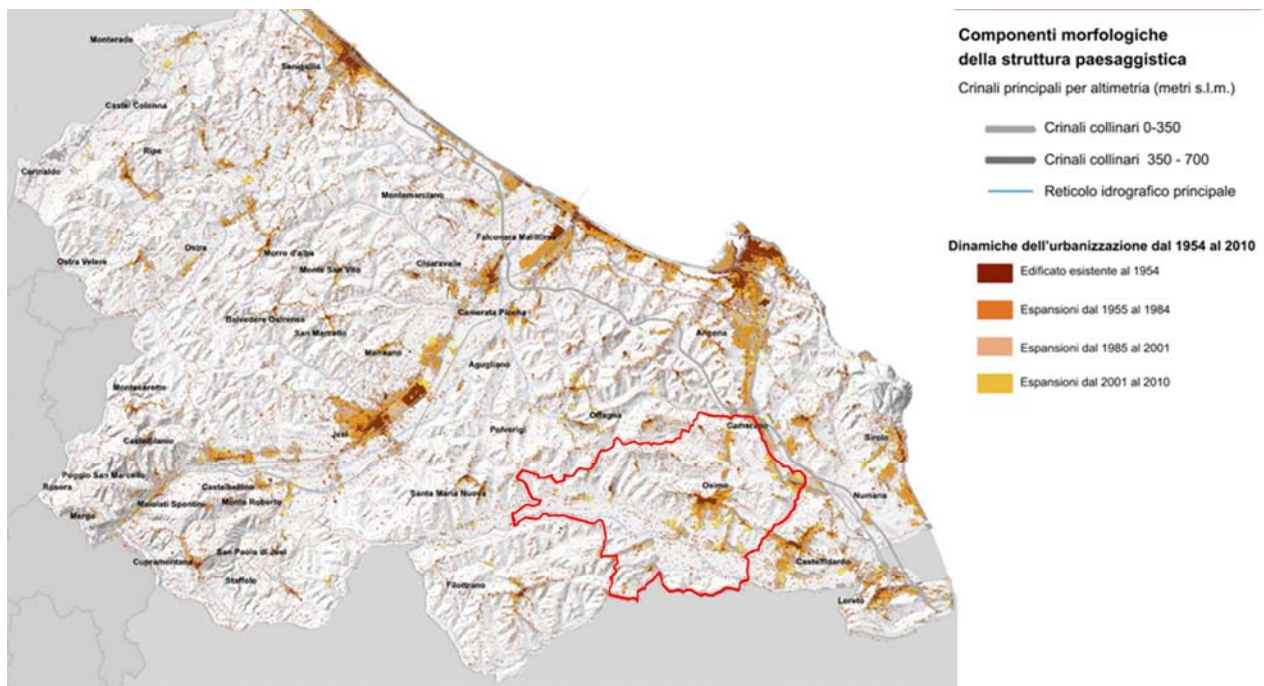 Monterado
Senigallia
Castel Colonna
Ripe
Corinaldo
Montemarciano
Falconara Marittima
Ostra
Morro d'alba
Ostra Vetere
Monte San Vito
Chiaravalle
Camerata Picena
Belvedere Ostrense
San Marcello
Ancona
Monsano
Agugliano
Montecarotto
Offagna
Camerano
Jesi
Polverigi
Sirolo
Castelplanio
Poggio San Marcello
Castelbellino
Santa Maria Nuova
Osimo
Numana
Rosora
Maiolati Spontini
Monte Roberto
Mergo
San Paolo di Jesi
Cupramontana
Castelfidardo
Staffolo
Filottrano
Loreto
Componenti morfologiche
della struttura paesaggistica
Crinali principali per altimetria (metri s.l.m.)
Crinali collinari 0-350
Crinali collinari 350 - 700
Reticolo idrografico principale
Dinamiche dell'urbanizzazione dal 1954 al 2010
Edificato esistente al 1954
Espansioni dal 1955 al 1984
Espansioni dal 1985 al 2001
Espansioni dal 2001 al 2010